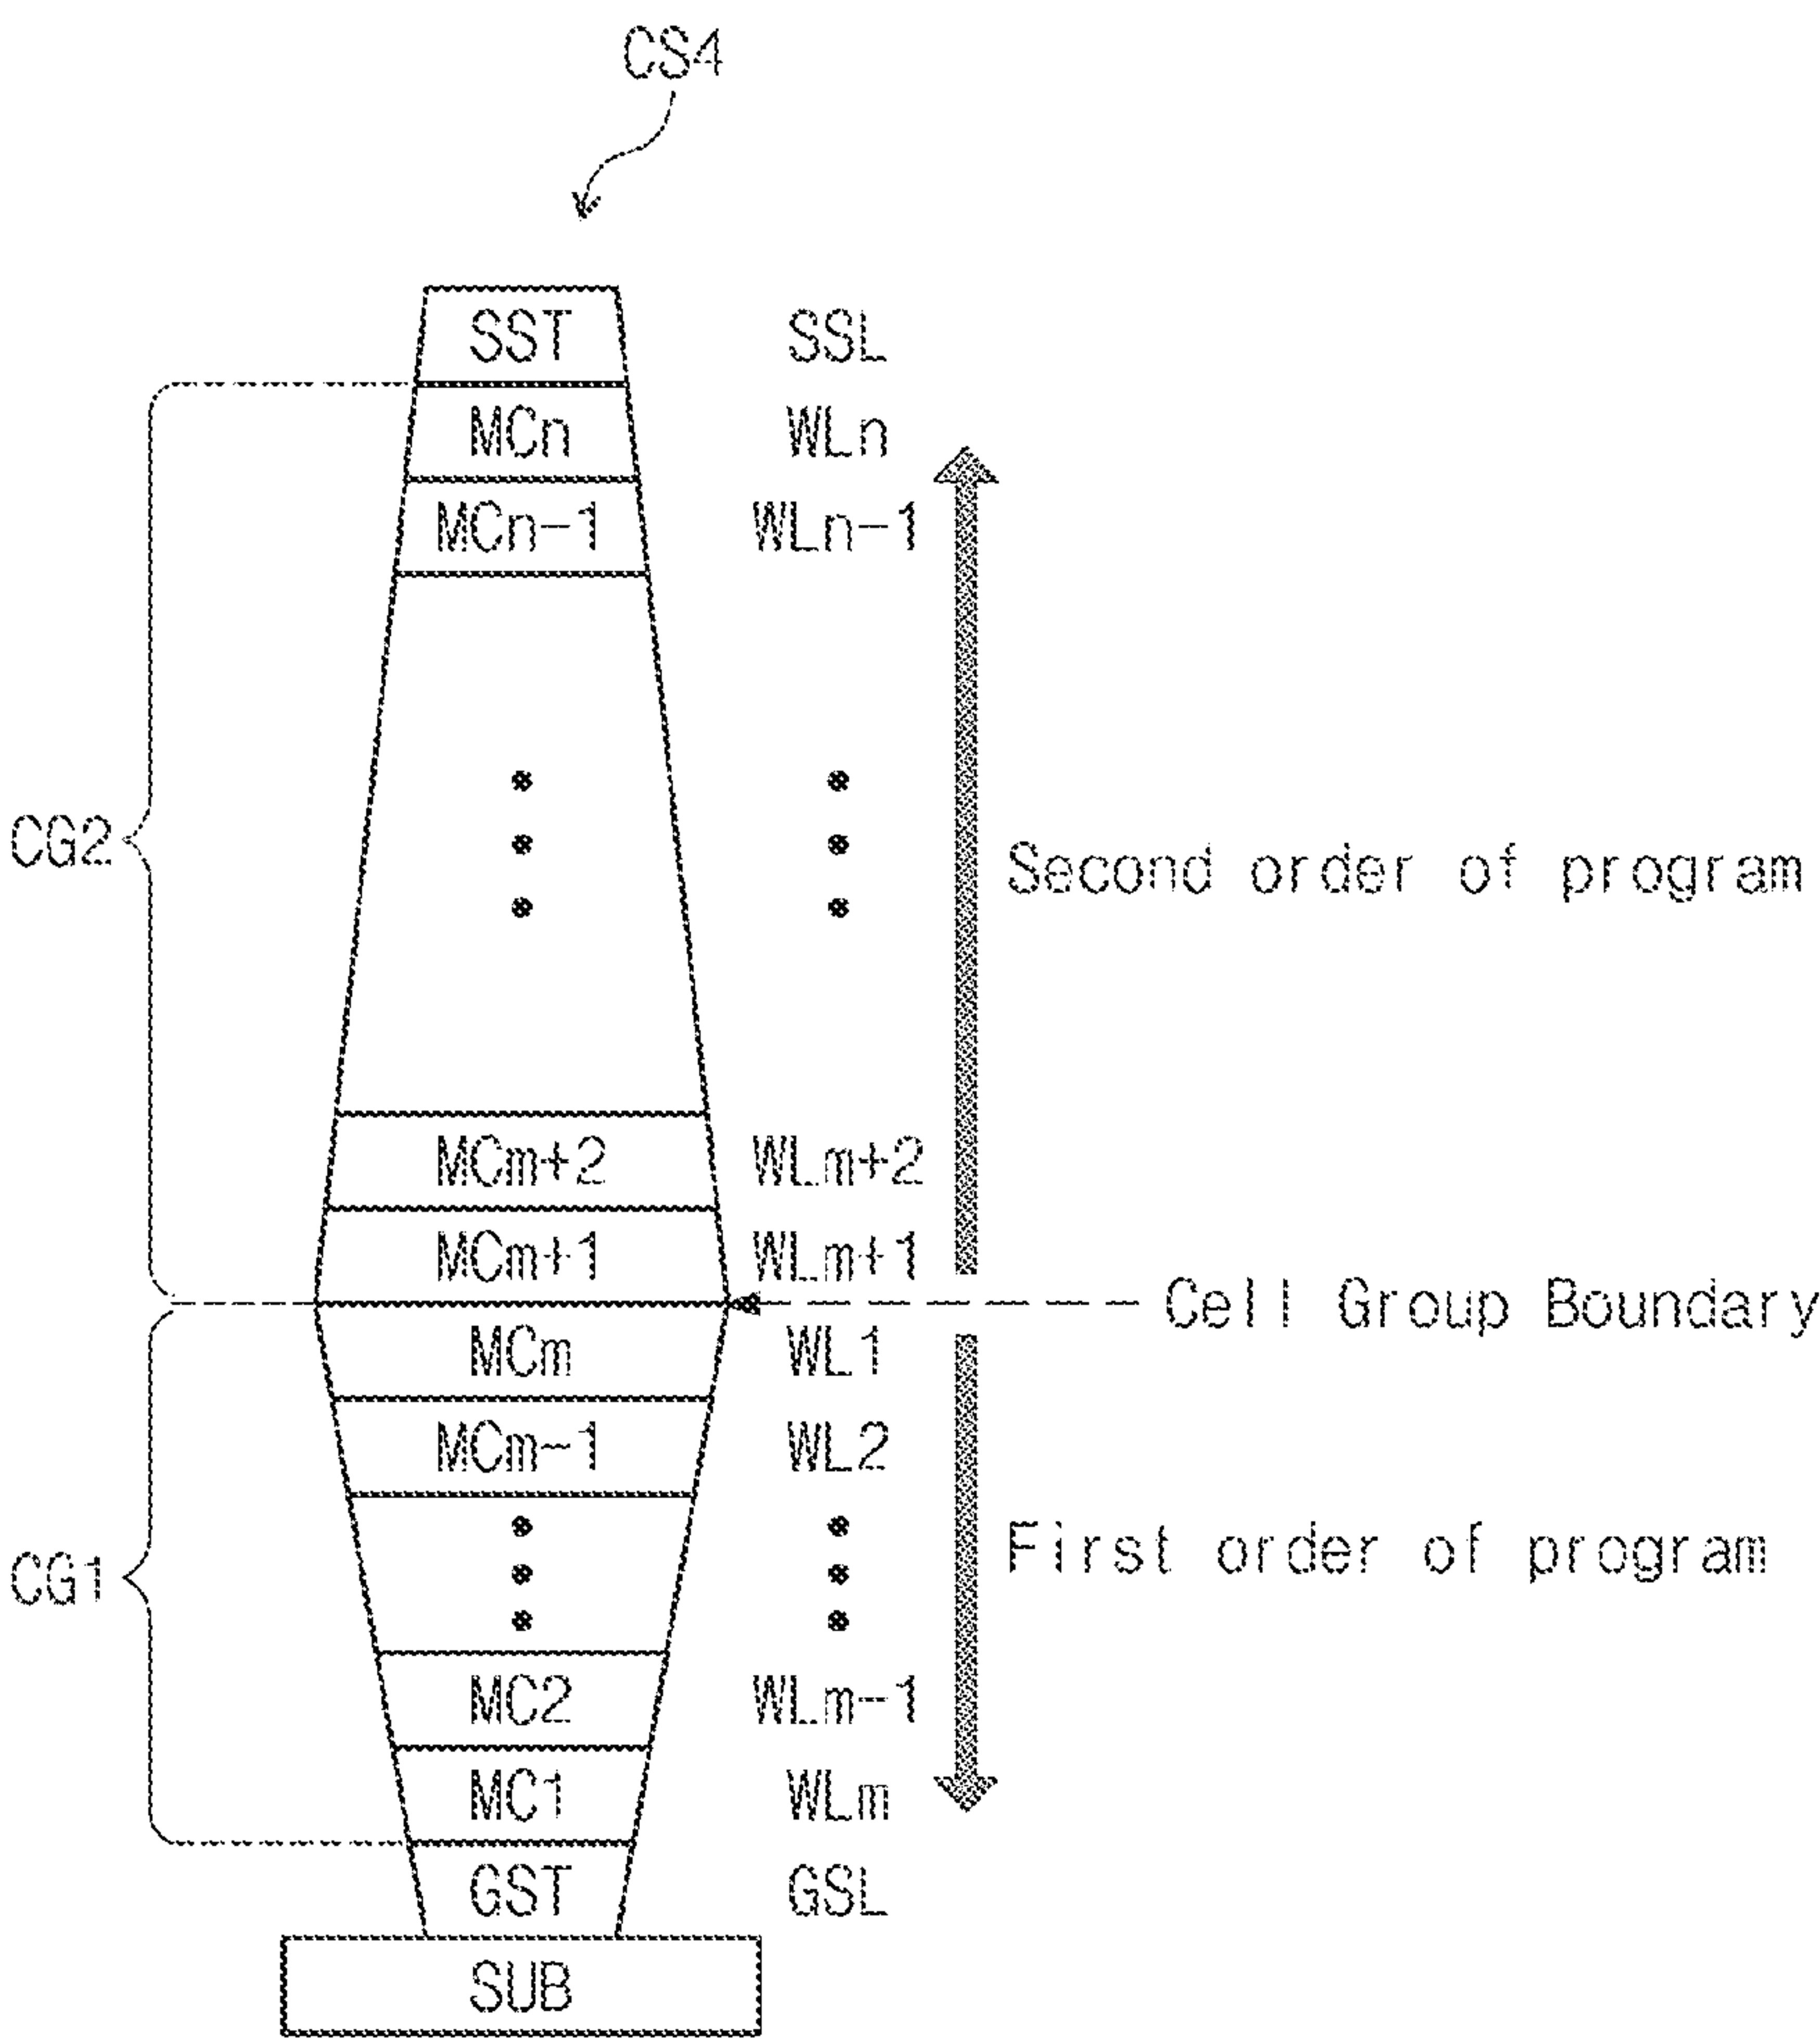 CS4
SST SSL
MCn WLn
MCn-1 WLn-1
CG2
Second order of program
MCm+2 WLm+2
MCm+1 WLm+1
Cell Group Boundary
MCm WL1
MCm-1 WL2
First order of program
CG1
MC2 WLm-1
MC1 WLm
GST GSL
SUB